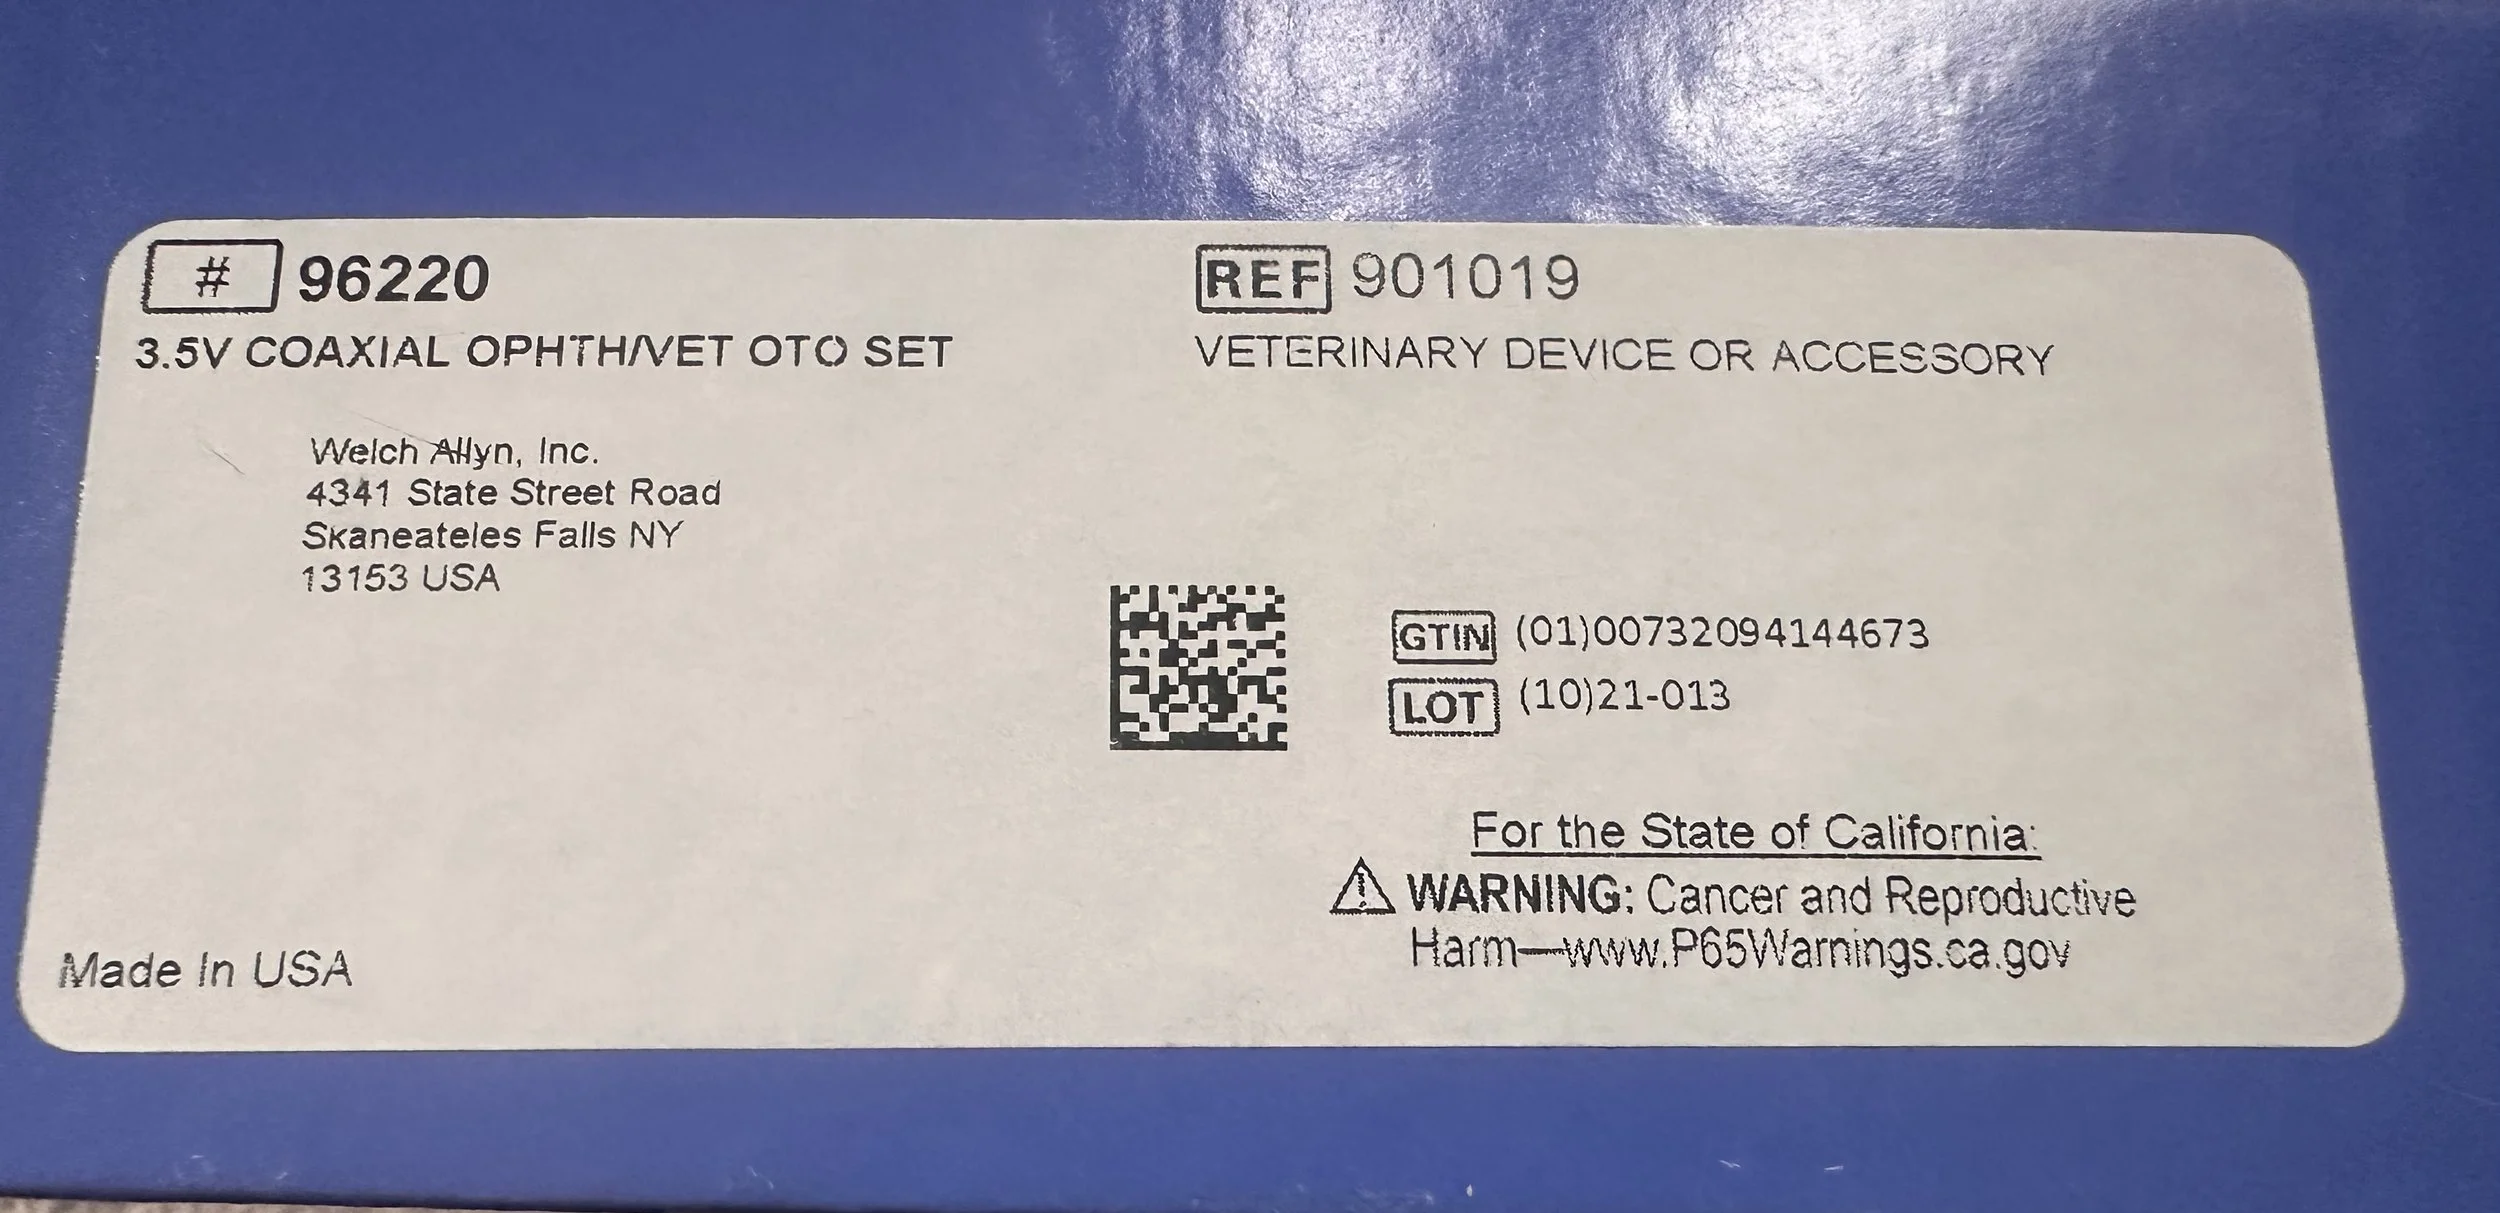 # 96220
3.5V COAXIAL OPHTH/VET OTO SET
Welch Allyn, Inc.
4341 State Street Road
Skaneateles Falls NY
13153 USA
Made In USA
REF 901019
VETERINARY DEVICE OR ACCESSORY
GTIN (01)00732094144673
LOT (10)21-013
For the State of California:
WARNING: Cancer and Reproductive
Harm—www.P65Warnings.ca.gov